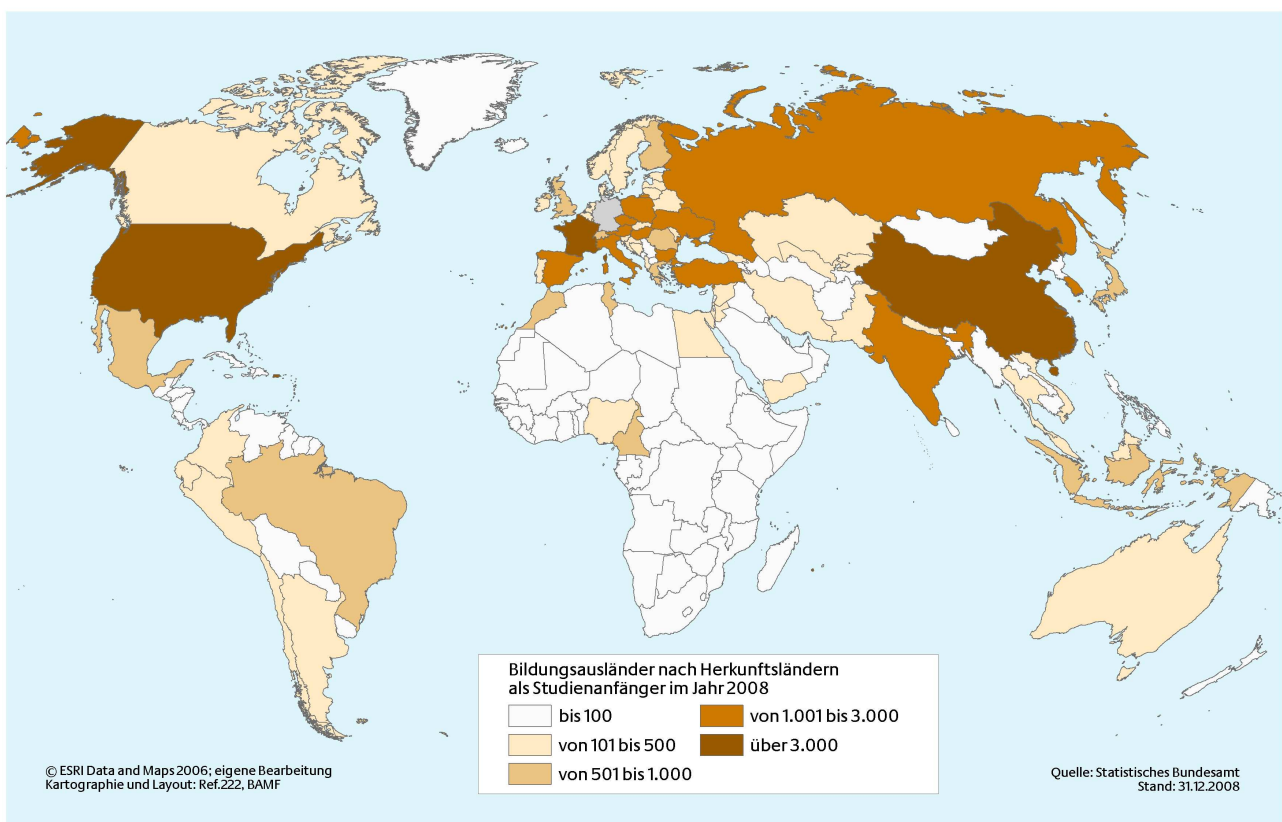 Bildungsausländer nach Herkunftsländern
als Studienanfänger im Jahr 2008
bis 100
von 101 bis 500
von 501 bis 1.000
von 1.001 bis 3.000
über 3.000
© ESRI Data and Maps 2006; eigene Bearbeitung
Kartographie und Layout: Ref.222, BAMF
Quelle: Statistisches Bundesamt
Stand: 31.12.2008